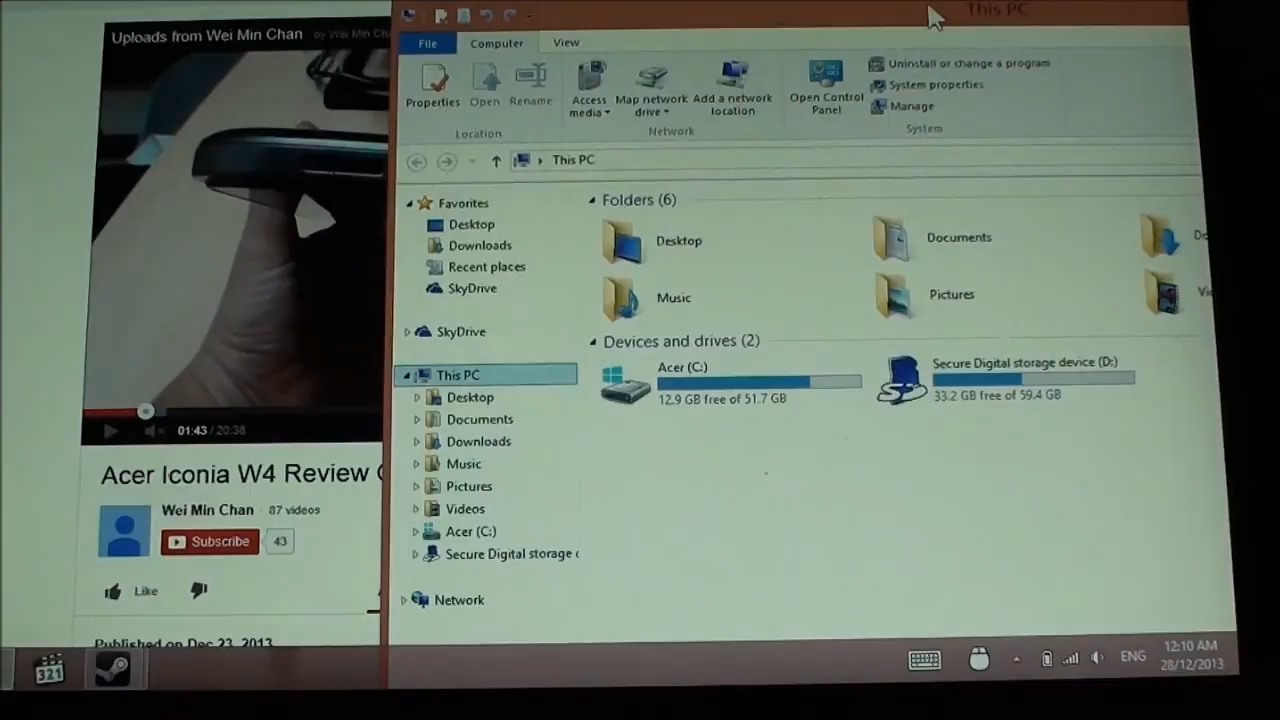 Uploads from Wei Min Chan by Wei Min
This PC
File Computer View
Properties Open Rename
Access media Map network drive Add a network location
Open Control Panel
Uninstall or change a program
System properties
Manage
Location Network System
This PC
Favorites
Desktop
Downloads
Recent places
SkyDrive
SkyDrive
This PC
Desktop
Documents
Downloads
Music
Pictures
Videos
Acer (C:)
Secure Digital storage
Network
Folders (6)
Desktop Documents
Music Pictures
Devices and drives (2)
Acer (C:)
12.9 GB free of 51.7 GB
Secure Digital storage device (D:)
33.2 GB free of 59.4 GB
01:43 / 20:38
Acer Iconia W4 Review
Wei Min Chan · 87 videos
Subscribe 43
Like
Published on Dec 23, 2013
321
ENG
12:10 AM
28/12/2013